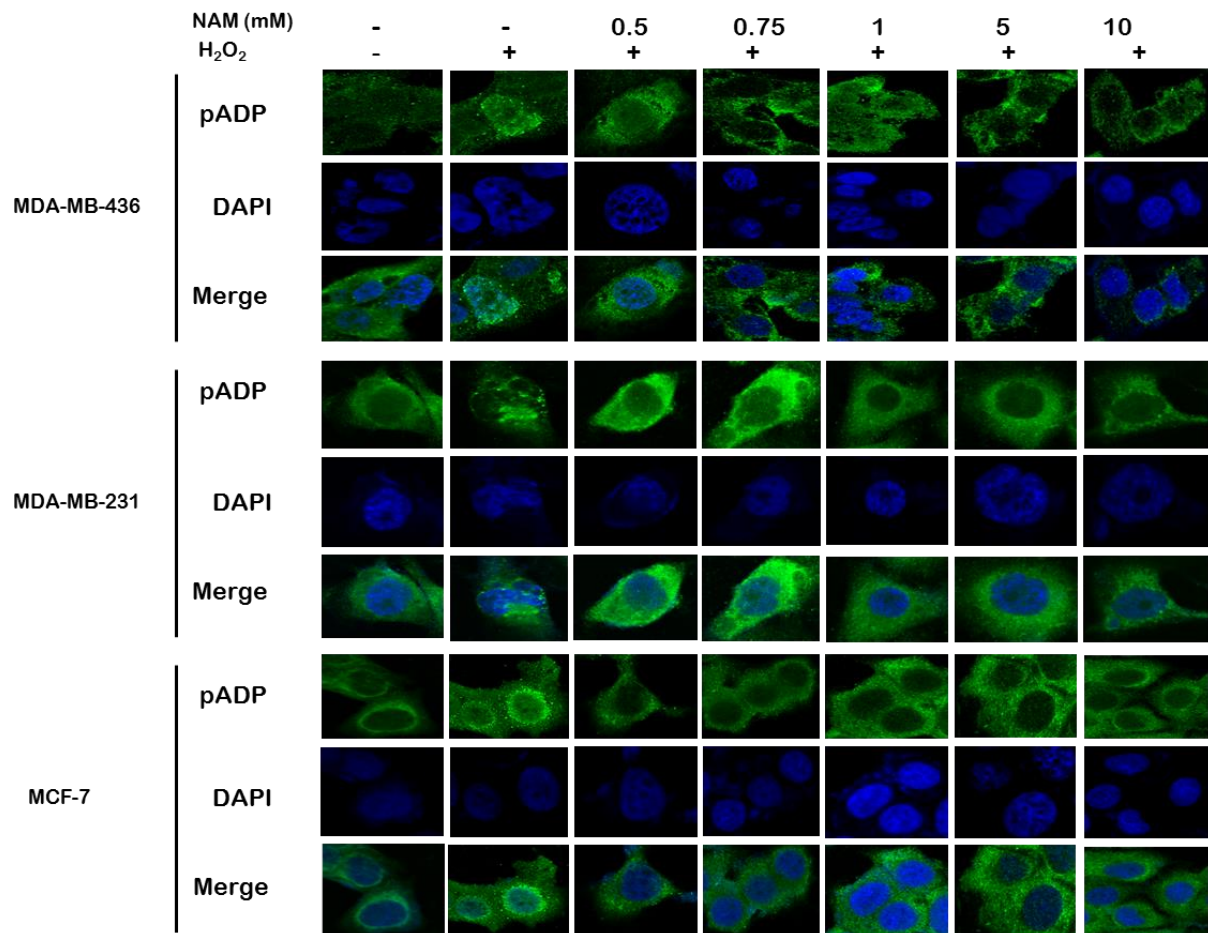 NAM (mM) - - 0.5 0.75 1 5 10
H₂O₂ - + + + + + +
pADP
MDA-MB-436 DAPI
Merge
pADP
MDA-MB-231 DAPI
Merge
pADP
MCF-7 DAPI
Merge